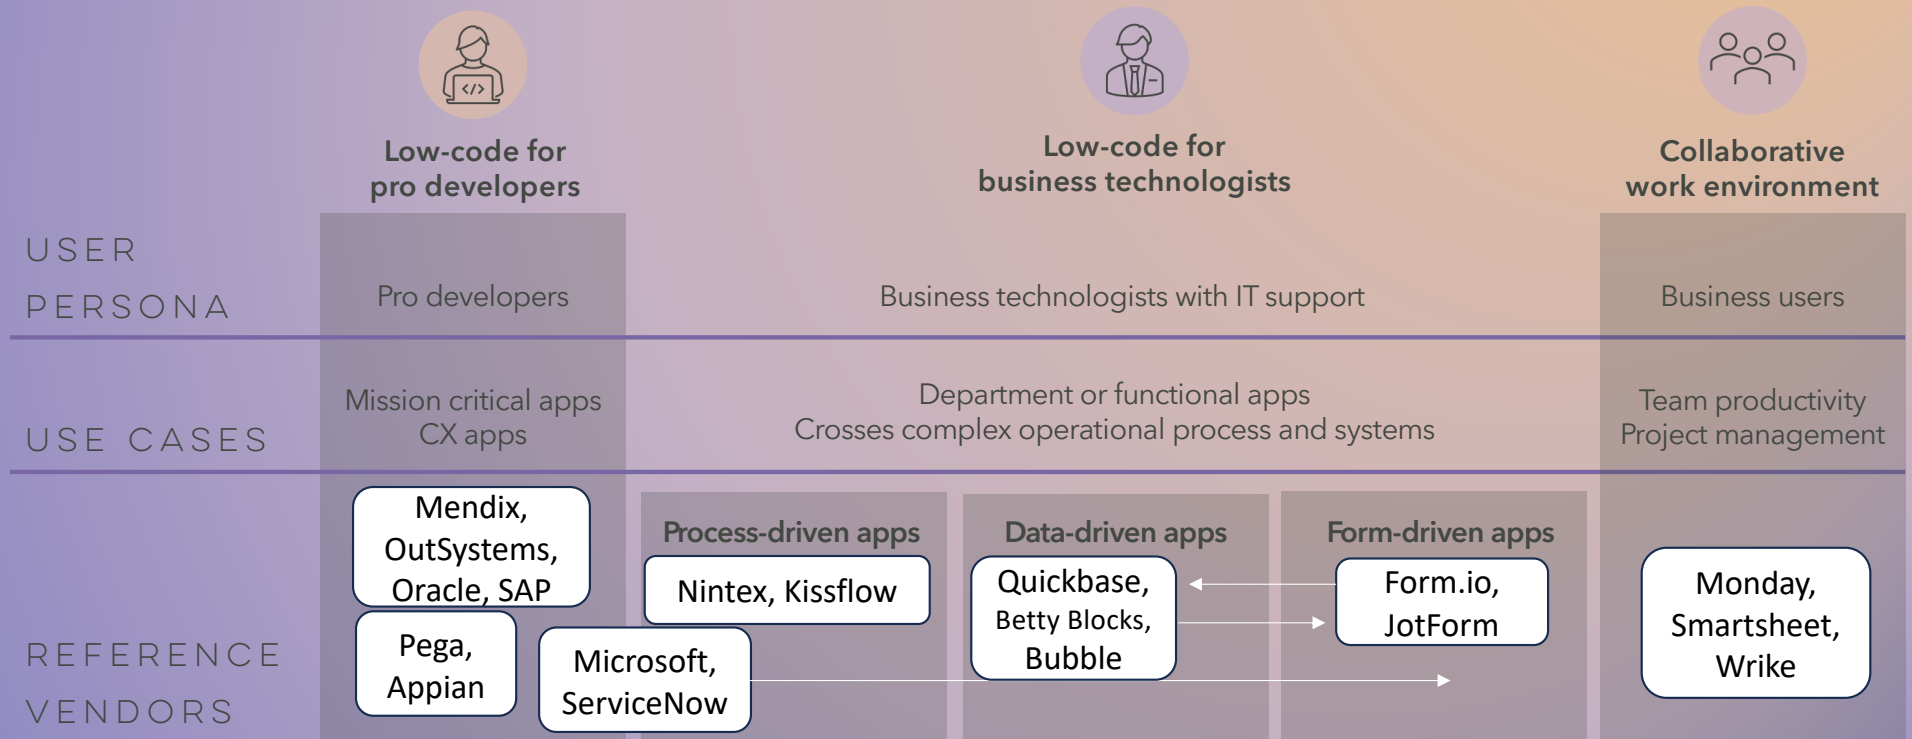 </>
Low-code for
pro developers
Low-code for
business technologists
Collaborative
work environment
USER
PERSONA
Pro developers
Business technologists with IT support
Business users
USE CASES
Mission critical apps
CX apps
Department or functional apps
Crosses complex operational process and systems
Team productivity
Project management
REFERENCE
VENDORS
Mendix,
OutSystems,
Oracle, SAP
Pega,
Appian
Microsoft,
ServiceNow
Process-driven apps
Nintex, Kissflow
Data-driven apps
Quickbase,
Betty Blocks,
Bubble
Form-driven apps
Form.io,
JotForm
Monday,
Smartsheet,
Wrike